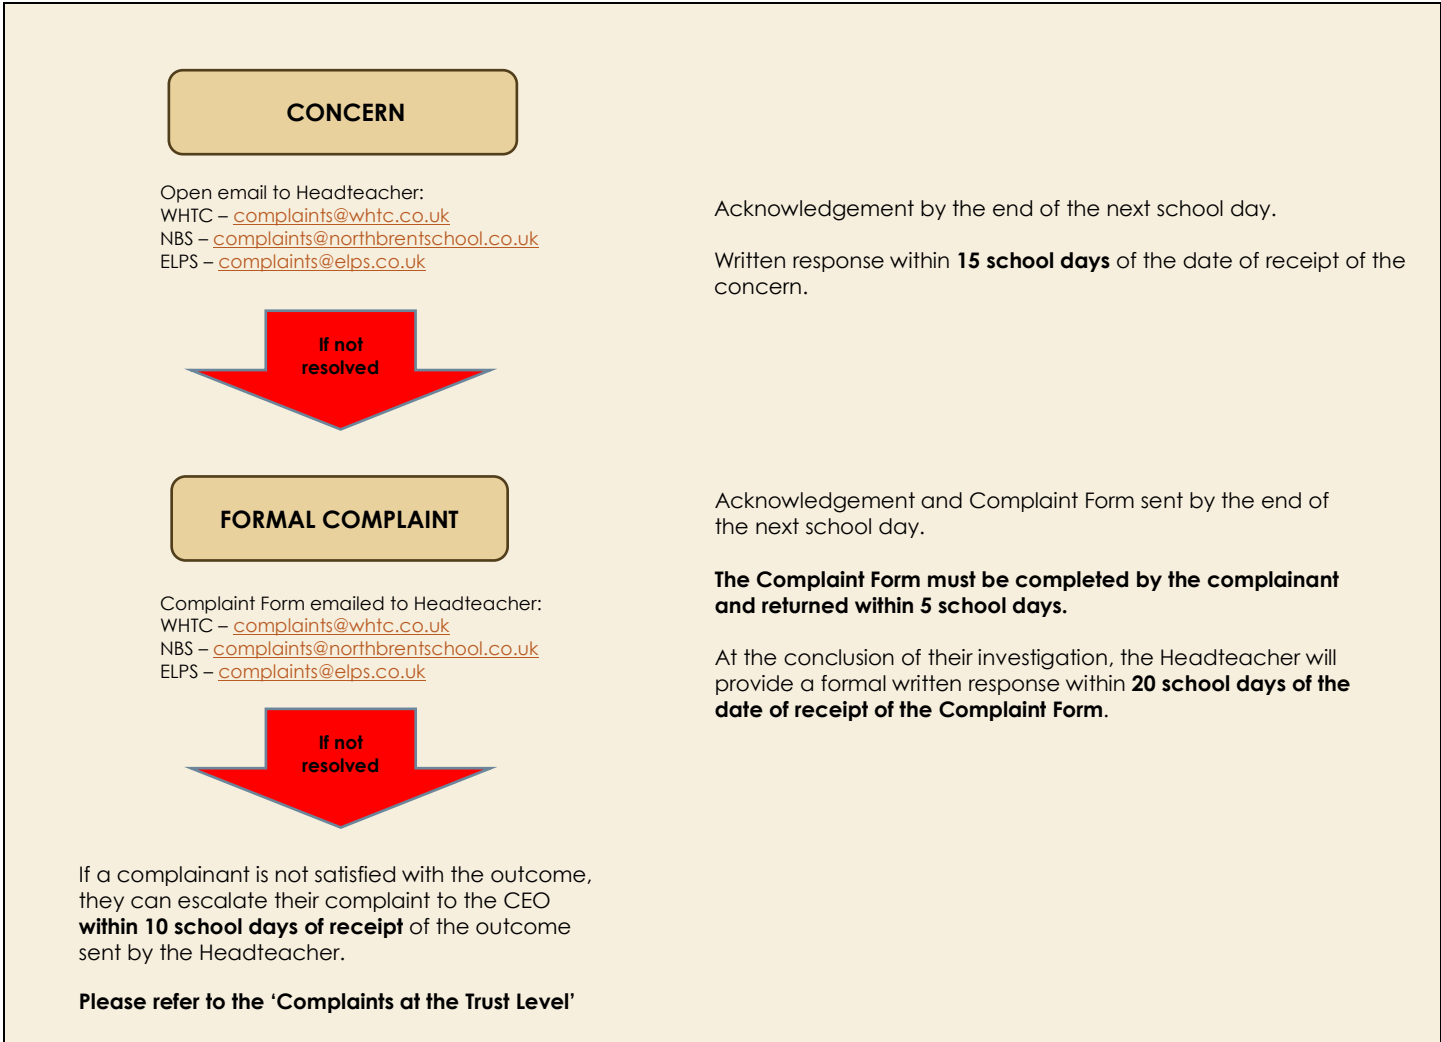 CONCERN
Open email to Headteacher:
WHTC – complaints@whtc.co.uk
NBS – complaints@northbrentschool.co.uk
ELPS – complaints@elps.co.uk
Acknowledgement by the end of the next school day.
Written response within 15 school days of the date of receipt of the
concern.
If not
resolved
FORMAL COMPLAINT
Complaint Form emailed to Headteacher:
WHTC – complaints@whtc.co.uk
NBS – complaints@northbrentschool.co.uk
ELPS – complaints@elps.co.uk
Acknowledgement and Complaint Form sent by the end of
the next school day.
The Complaint Form must be completed by the complainant
and returned within 5 school days.
At the conclusion of their investigation, the Headteacher will
provide a formal written response within 20 school days of the
date of receipt of the Complaint Form.
If not
resolved
If a complainant is not satisfied with the outcome,
they can escalate their complaint to the CEO
within 10 school days of receipt of the outcome
sent by the Headteacher.
Please refer to the ‘Complaints at the Trust Level’